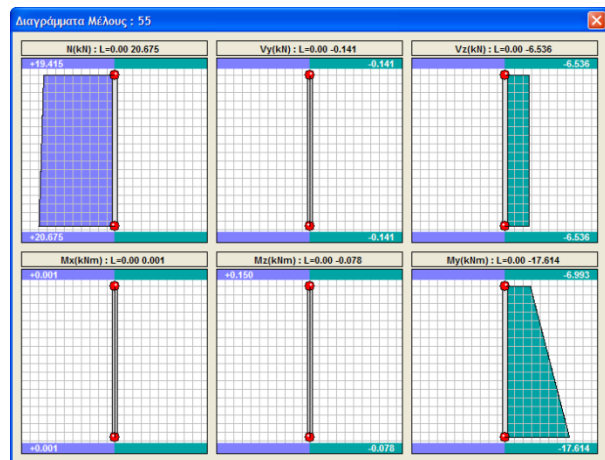 Διαγράμματα Μέλους : 55
N(kN) : L=0.00 20.675
Vy(kN) : L=0.00 -0.141
Vz(kN) : L=0.00 -6.536
+19.415
-0.141
-6.536
+20.675
-0.141
-6.536
Mx(kNm) : L=0.00 0.001
Mz(kNm) : L=0.00 -0.078
My(kNm) : L=0.00 -17.614
+0.001
+0.150
-6.993
+0.001
-0.078
-17.614